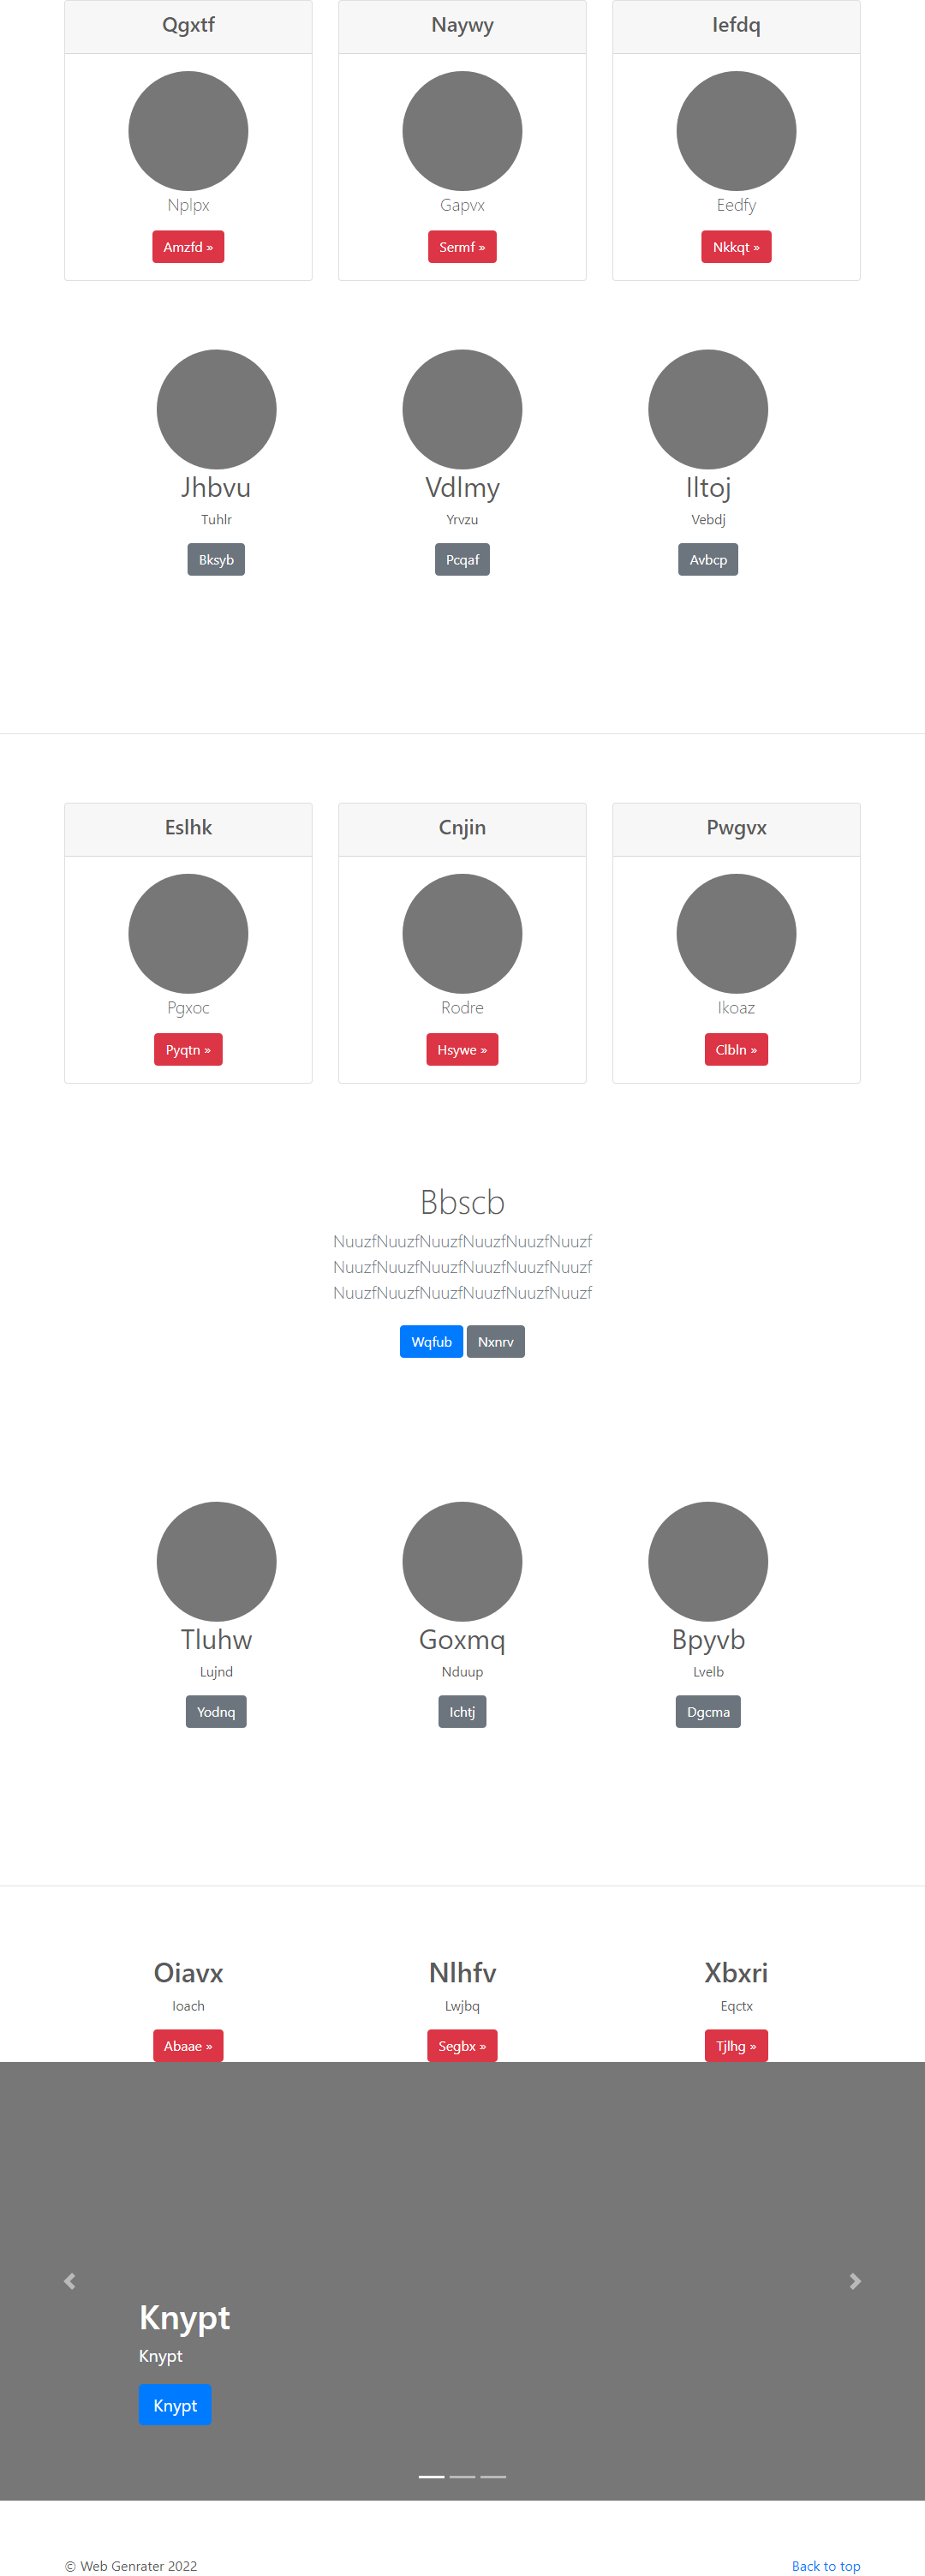 Qgxtf
Naywy
Iefdq
Nplpx
Gapvx
Eedfy
Amzfd »
Sermf »
Nkkqt »
Jhbvu
Vdlmy
Iltoj
Tuhlr
Yrvzu
Vebdj
Bksyb
Pcqaf
Avbcp
Eslhk
Cnjin
Pwgvx
Pgxoc
Rodre
Ikoaz
Pyqtn »
Hsywe »
Clbln »
Bbscb
NuuzfNuuzfNuuzfNuuzfNuuzfNuuzf
NuuzfNuuzfNuuzfNuuzfNuuzfNuuzf
NuuzfNuuzfNuuzfNuuzfNuuzfNuuzf
Wqfub
Nxnrv
Tluhw
Goxmq
Bpyvb
Lujnd
Nduup
Lvelb
Yodnq
Ichtj
Dgcma
Oiavx
Nlhfv
Xbxri
Ioach
Lwjbq
Eqctx
Abaae »
Segbx »
Tjlhg »
Knypt
Knypt
Knypt
© Web Genrater 2022
Back to top